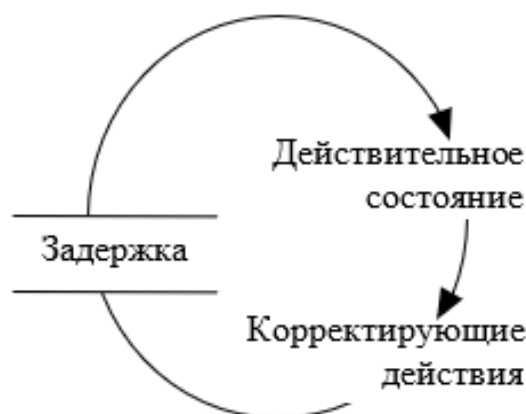 Действительное
состояние
Задержка
Корректирующие
действия